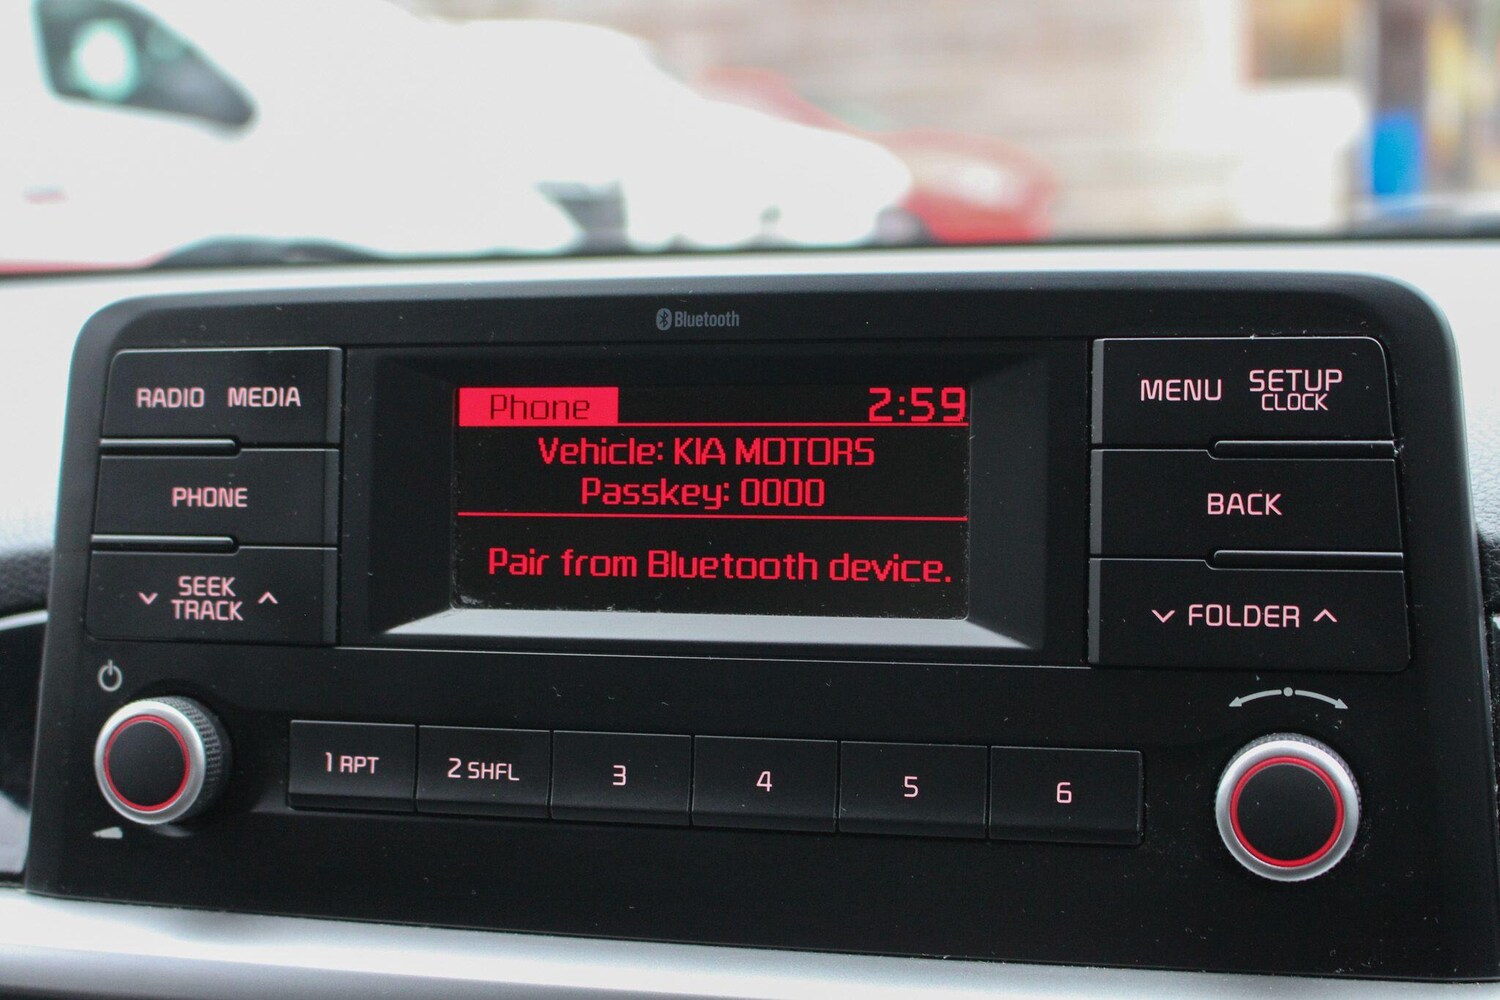 Bluetooth
RADIO MEDIA
PHONE
SEEK
TRACK
Phone 2:59
Vehicle: KIA MOTORS
Passkey: 0000
Pair from Bluetooth device.
MENU SETUP
CLOCK
BACK
FOLDER
1 RPT 2 SHFL 3 4 5 6